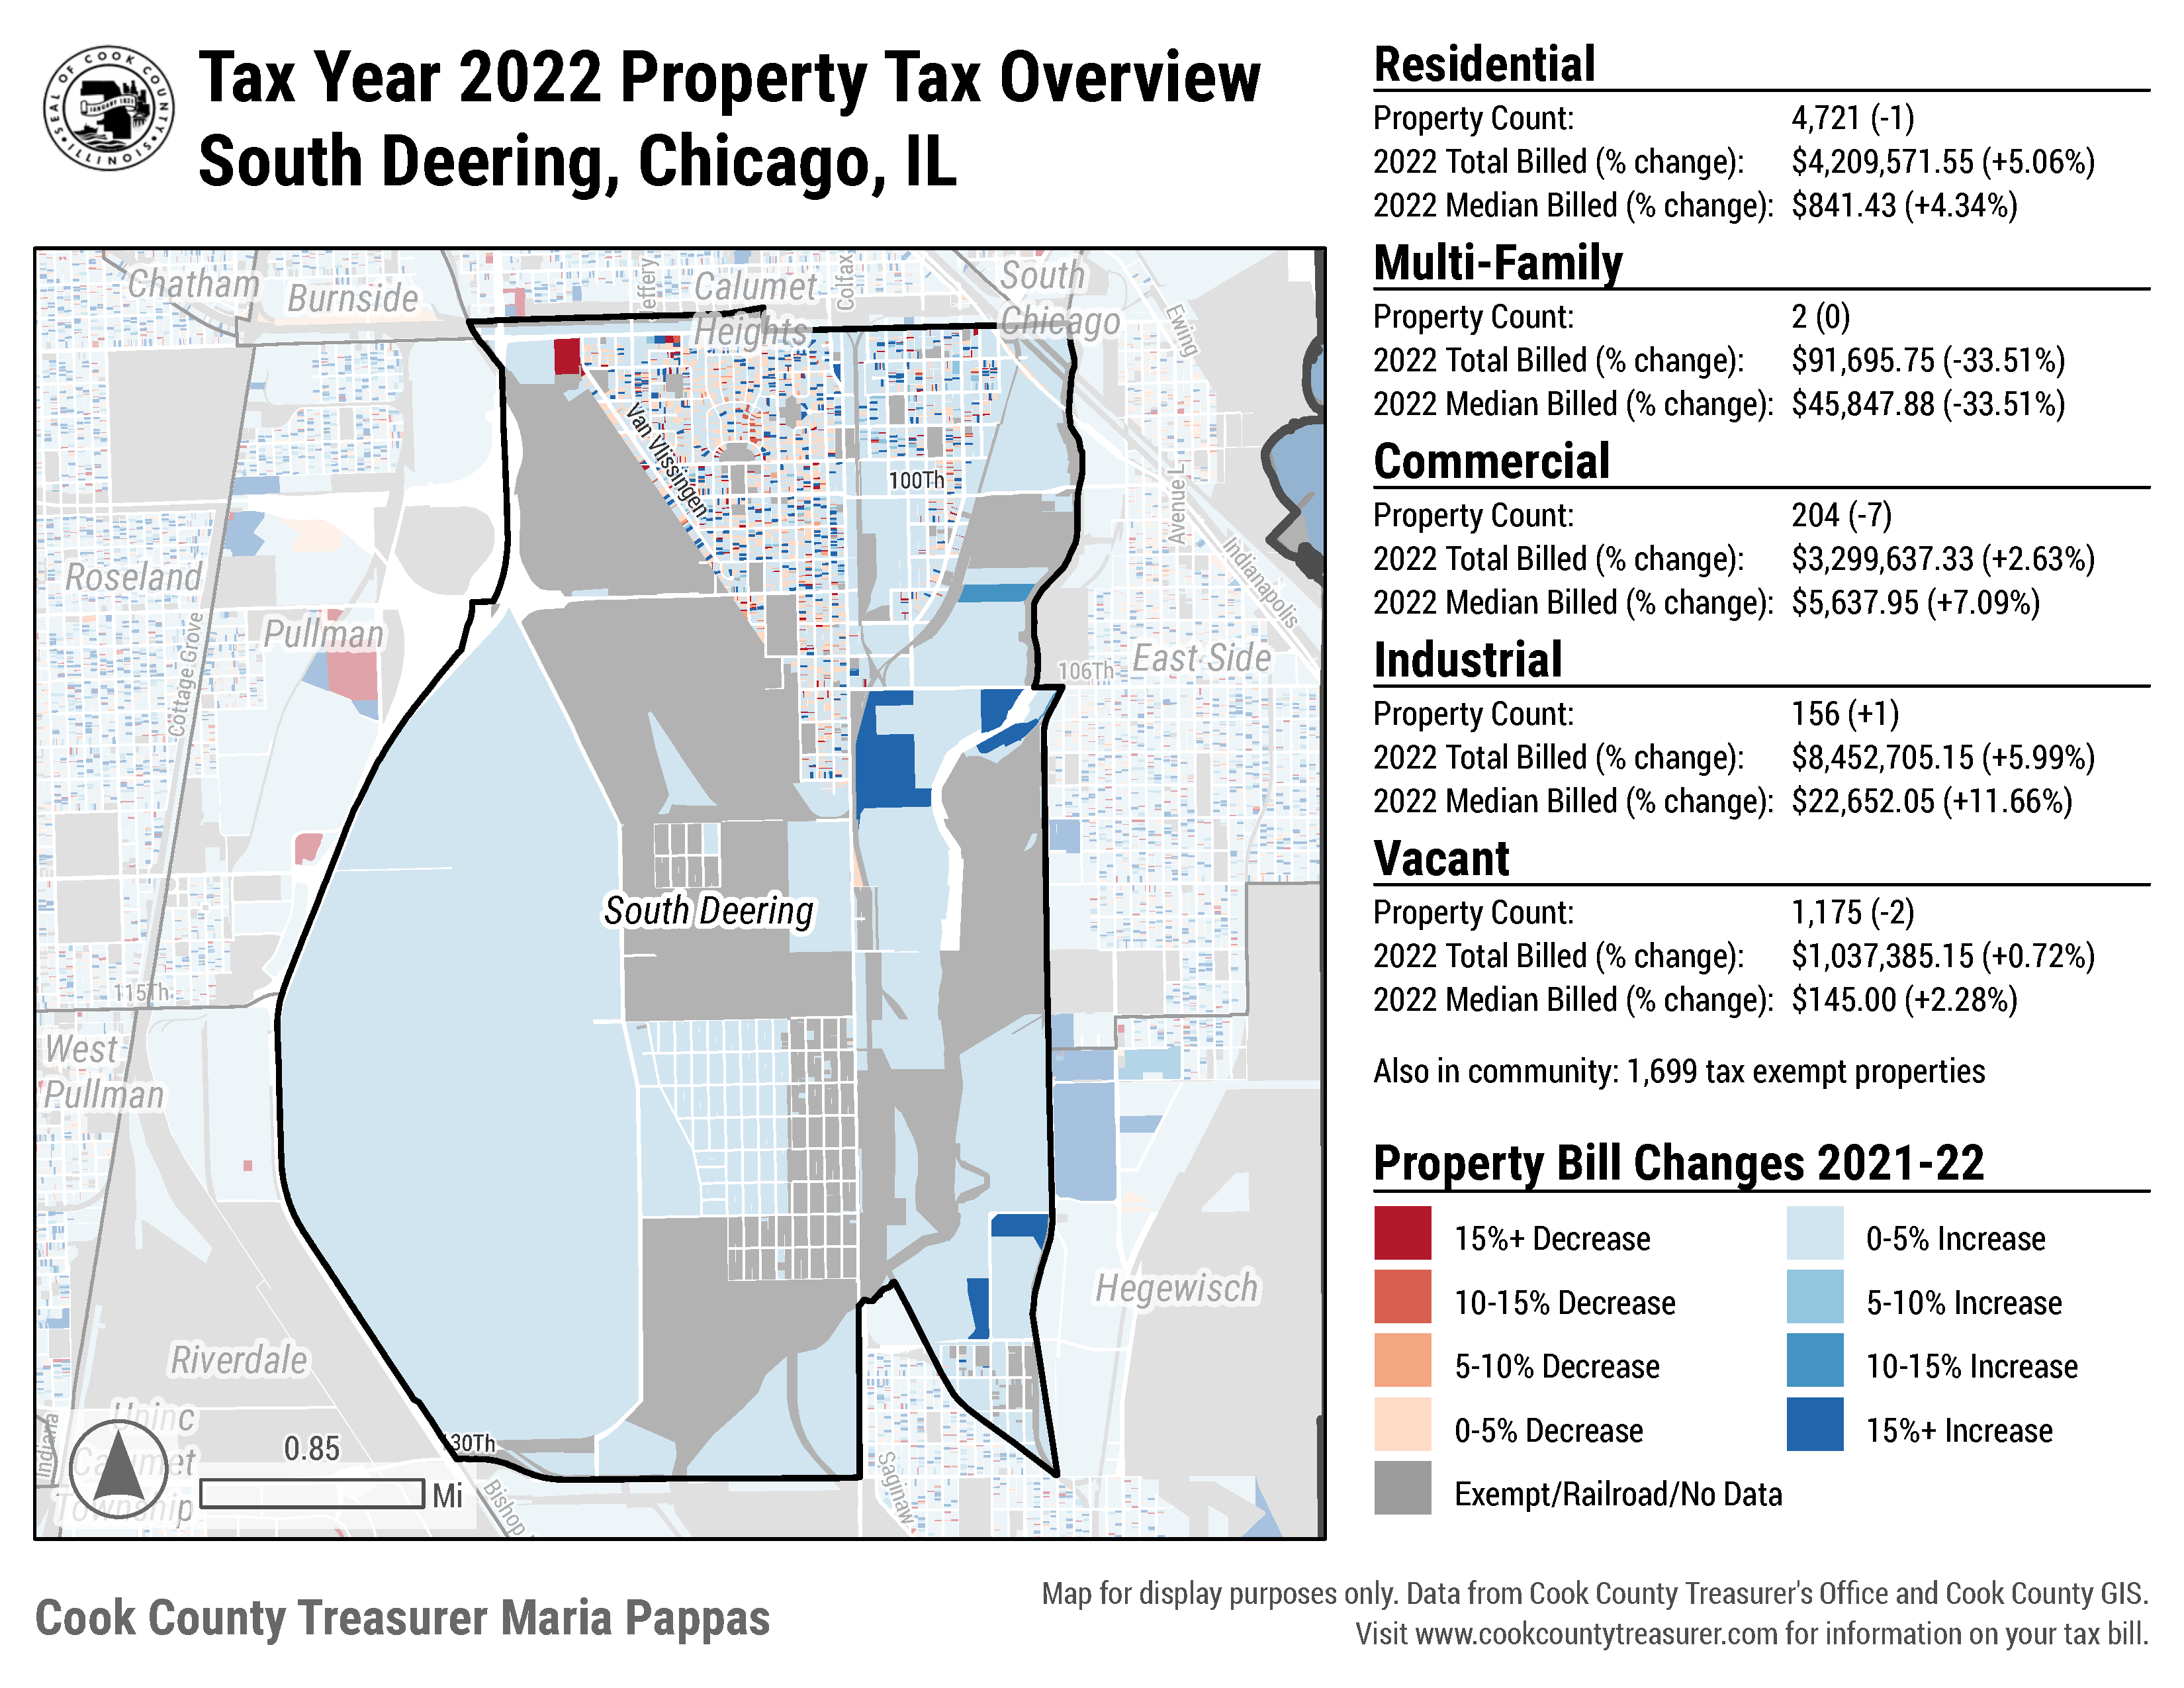 SEAL OF COOK COUNTY
JANUARY 1831
ILLINOIS
Tax Year 2022 Property Tax Overview
South Deering, Chicago, IL
Residential
Property Count: 4,721 (-1)
2022 Total Billed (% change): $4,209,571.55 (+5.06%)
2022 Median Billed (% change): $841.43 (+4.34%)
Multi-Family
Property Count: 2 (0)
2022 Total Billed (% change): $91,695.75 (-33.51%)
2022 Median Billed (% change): $45,847.88 (-33.51%)
Commercial
Property Count: 204 (-7)
2022 Total Billed (% change): $3,299,637.33 (+2.63%)
2022 Median Billed (% change): $5,637.95 (+7.09%)
Industrial
Property Count: 156 (+1)
2022 Total Billed (% change): $8,452,705.15 (+5.99%)
2022 Median Billed (% change): $22,652.05 (+11.66%)
Vacant
Property Count: 1,175 (-2)
2022 Total Billed (% change): $1,037,385.15 (+0.72%)
2022 Median Billed (% change): $145.00 (+2.28%)
Also in community: 1,699 tax exempt properties
Property Bill Changes 2021-22
15%+ Decrease
0-5% Increase
10-15% Decrease
5-10% Increase
5-10% Decrease
10-15% Increase
0-5% Decrease
15%+ Increase
Exempt/Railroad/No Data
Chatham
Burnside
Jeffery
Calumet
Heights
Colfax
South
Chicago
Ewing
Van Vlissingen
100Th
Avenue L
Indianapolis
Roseland
Pullman
Cottage Grove
106Th
East Side
South Deering
115Th
West
Pullman
Hegewisch
Riverdale
Uninc
Calumet
Township
Indiana
0.85
Mi
130Th
Bishop
Saginaw
Cook County Treasurer Maria Pappas
Map for display purposes only. Data from Cook County Treasurer's Office and Cook County GIS.
Visit www.cookcountytreasurer.com for information on your tax bill.